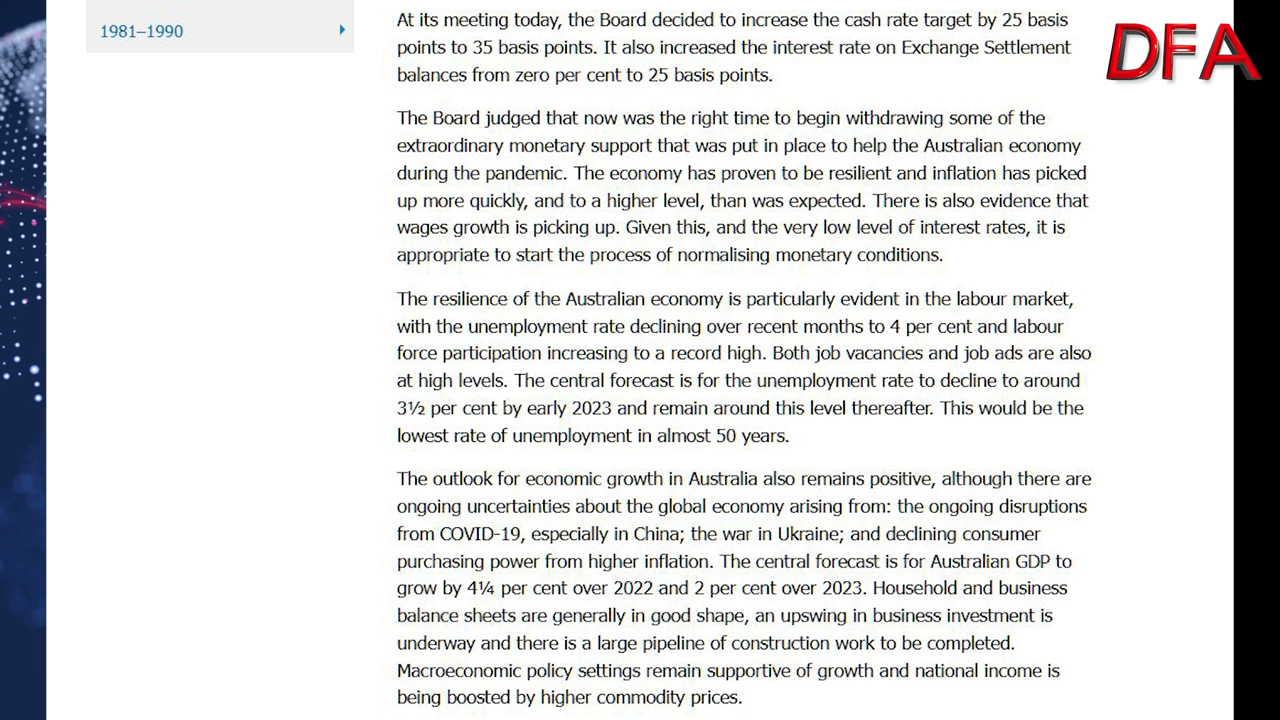 1981–1990
DFA
At its meeting today, the Board decided to increase the cash rate target by 25 basis
points to 35 basis points. It also increased the interest rate on Exchange Settlement
balances from zero per cent to 25 basis points.
The Board judged that now was the right time to begin withdrawing some of the
extraordinary monetary support that was put in place to help the Australian economy
during the pandemic. The economy has proven to be resilient and inflation has picked
up more quickly, and to a higher level, than was expected. There is also evidence that
wages growth is picking up. Given this, and the very low level of interest rates, it is
appropriate to start the process of normalising monetary conditions.
The resilience of the Australian economy is particularly evident in the labour market,
with the unemployment rate declining over recent months to 4 per cent and labour
force participation increasing to a record high. Both job vacancies and job ads are also
at high levels. The central forecast is for the unemployment rate to decline to around
3½ per cent by early 2023 and remain around this level thereafter. This would be the
lowest rate of unemployment in almost 50 years.
The outlook for economic growth in Australia also remains positive, although there are
ongoing uncertainties about the global economy arising from: the ongoing disruptions
from COVID-19, especially in China; the war in Ukraine; and declining consumer
purchasing power from higher inflation. The central forecast is for Australian GDP to
grow by 4¼ per cent over 2022 and 2 per cent over 2023. Household and business
balance sheets are generally in good shape, an upswing in business investment is
underway and there is a large pipeline of construction work to be completed.
Macroeconomic policy settings remain supportive of growth and national income is
being boosted by higher commodity prices.